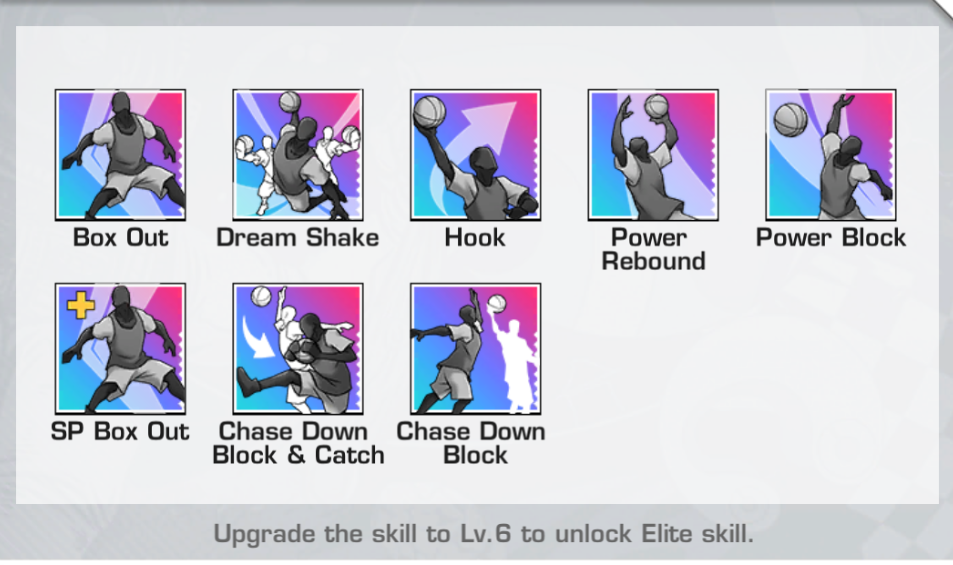 Box Out
Dream Shake
Hook
Power
Rebound
Power Block
SP Box Out
Chase Down
Block & Catch
Chase Down
Block
Upgrade the skill to Lv.6 to unlock Elite skill.